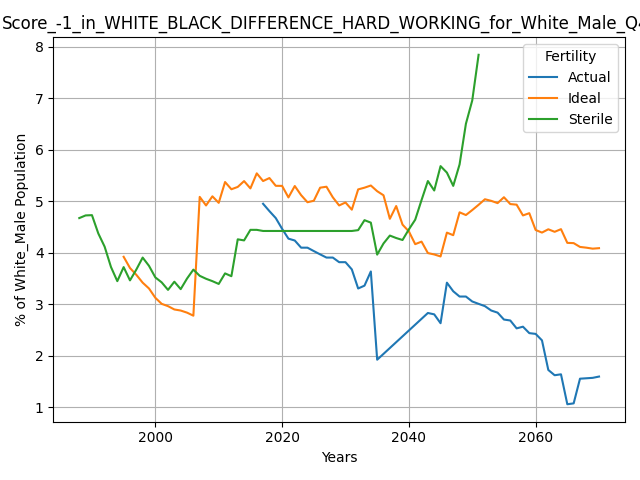 Score_-1_in_WHITE_BLACK_DIFFERENCE_HARD_WORKING_for_White_Male_Q4
8
7
6
5
4
3
2
1
% of White_Male Population
2000 2020 2040 2060
Years
Fertility
Actual
Ideal
Sterile